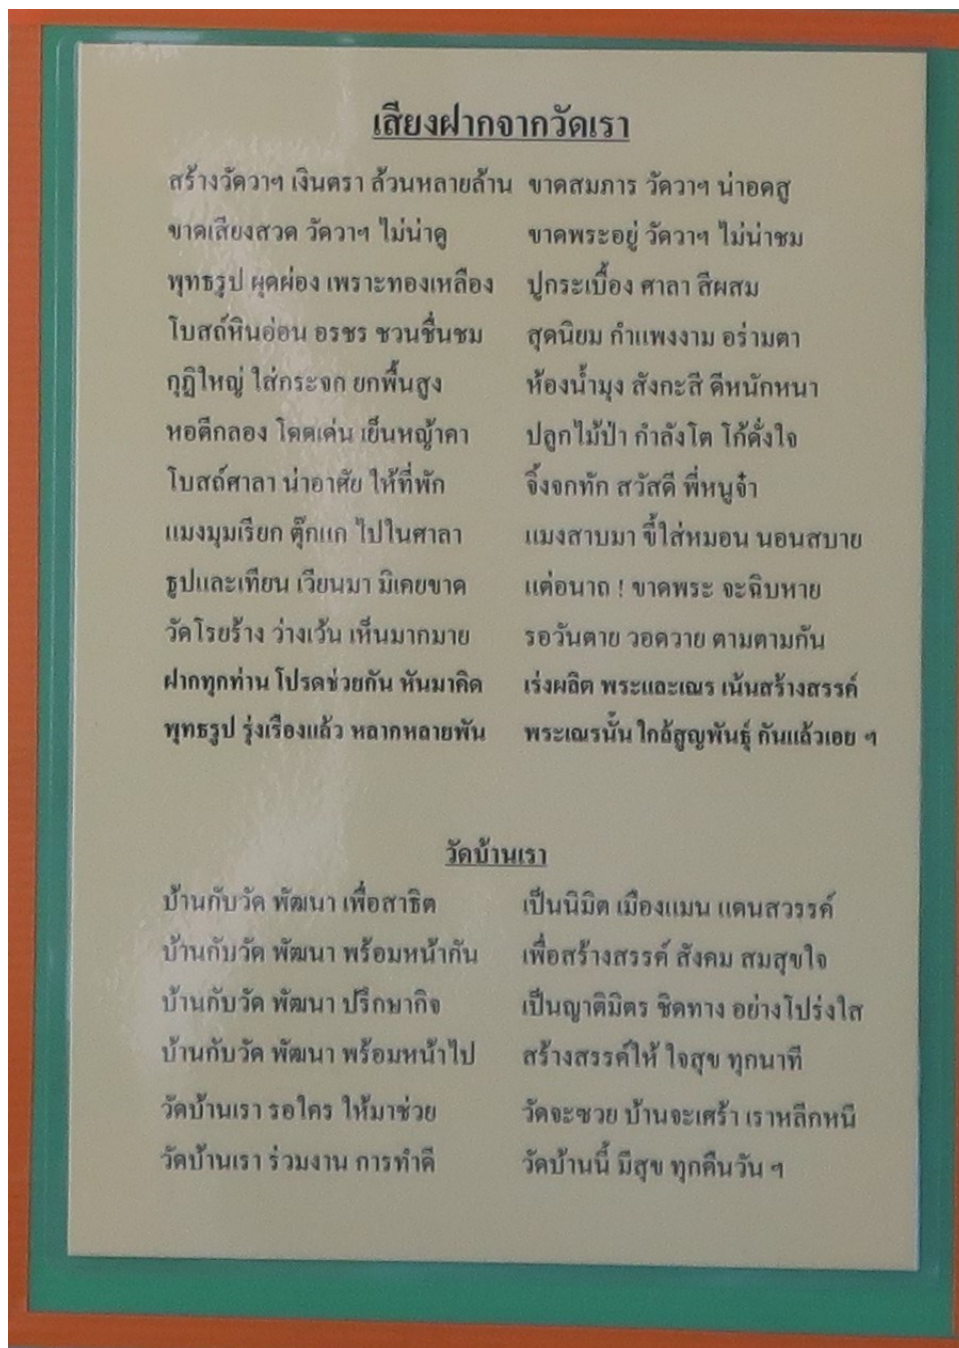 เสียงฝากจากวัดเรา
สร้างวัดวาฯ เงินตรา ล้วนหลายล้าน ขาดสมภาร วัดวาฯ น่าอดสู
ขาดเสียงสวด วัดวาฯ ไม่น่าดู ขาดพระอยู่ วัดวาฯ ไม่น่าชม
พุทธรูป ผุดผ่อง เพราะทองเหลือง ปูกระเบื้อง ศาลา สีผสม
โบสถ์หินอ่อน อรชร ชวนชื่นชม สุดนิยม กำแพงงาม อร่ามตา
กุฏิใหญ่ ใส่กระจก ยกพื้นสูง ห้องน้ำมุง สังกะสี ดีหนักหนา
หอตีกลอง โดดเด่น เย็นหญ้าคา ปลูกไม้ป่า กำลังโต โก้ดั่งใจ
โบสถ์ศาลา น่าอาศัย ให้ที่พัก จิ้งจกทัก สวัสดี พี่หนูจ๋า
แมงมุมเรียก ตุ๊กแก ไปในศาลา แมงสาบมา ขี้ใส่หมอน นอนสบาย
ธูปและเทียน เวียนมา มิเคยขาด แต่อนาถ ! ขาดพระ จะฉิบหาย
วัดโรยร้าง ว่างเว้น เห็นมากมาย รอวันตาย วอดวาย ตามตามกัน
ฝากทุกท่าน โปรดช่วยกัน หันมาคิด เร่งผลิต พระและเณร เน้นสร้างสรรค์
พุทธรูป รุ่งเรืองแล้ว หลากหลายพัน พระเณรนั้น ใกล้สูญพันธุ์ กันแล้วเอย ฯ
วัดบ้านเรา
บ้านกับวัด พัฒนา เพื่อสาธิต เป็นนิมิต เมืองแมน แดนสวรรค์
บ้านกับวัด พัฒนา พร้อมหน้ากัน เพื่อสร้างสรรค์ สังคม สมสุขใจ
บ้านกับวัด พัฒนา ปรึกษากิจ เป็นญาติมิตร ชิดทาง อย่างโปร่งใส
บ้านกับวัด พัฒนา พร้อมหน้าไป สร้างสรรค์ให้ ใจสุข ทุกนาที
วัดบ้านเรา รอใคร ให้มาช่วย วัดจะซวย บ้านจะเศร้า เราหลีกหนี
วัดบ้านเรา ร่วมงาน การทำดี วัดบ้านนี้ มีสุข ทุกคืนวัน ฯ